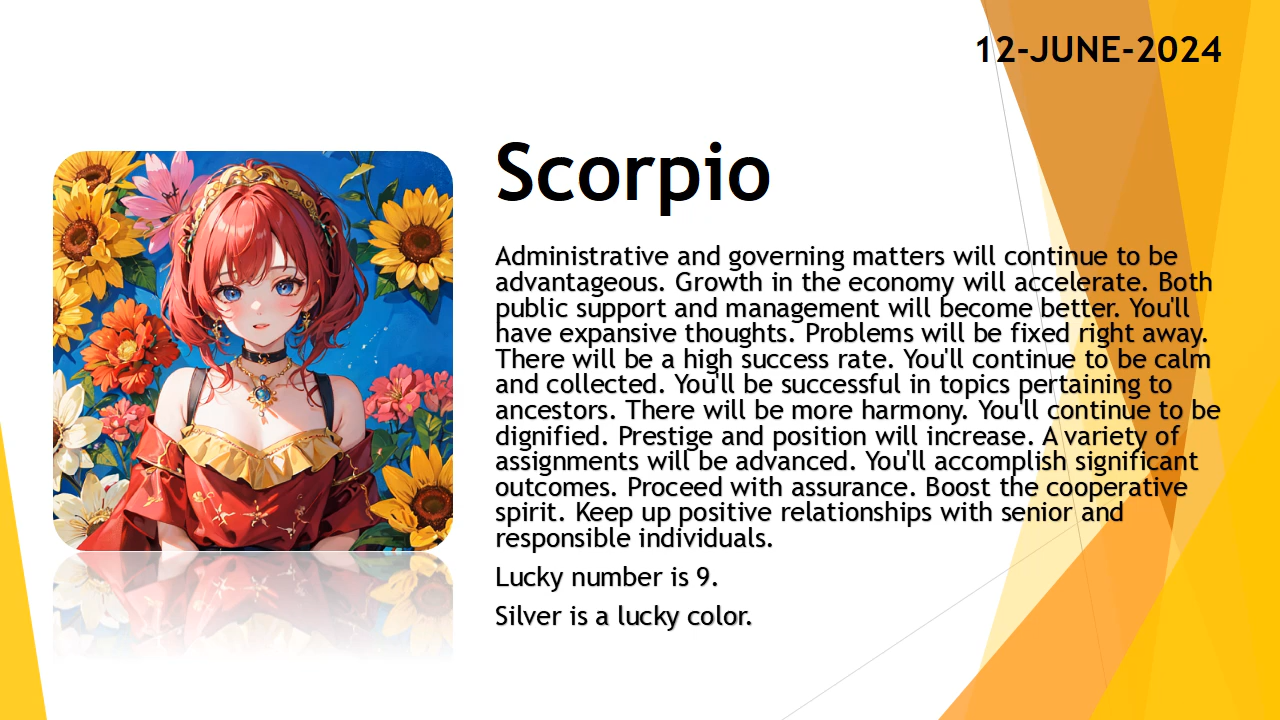 12-JUNE-2024
Scorpio
Administrative and governing matters will continue to be
advantageous. Growth in the economy will accelerate. Both
public support and management will become better. You'll
have expansive thoughts. Problems will be fixed right away.
There will be a high success rate. You'll continue to be calm
and collected. You'll be successful in topics pertaining to
ancestors. There will be more harmony. You'll continue to be
dignified. Prestige and position will increase. A variety of
assignments will be advanced. You'll accomplish significant
outcomes. Proceed with assurance. Boost the cooperative
spirit. Keep up positive relationships with senior and
responsible individuals.
Lucky number is 9.
Silver is a lucky color.